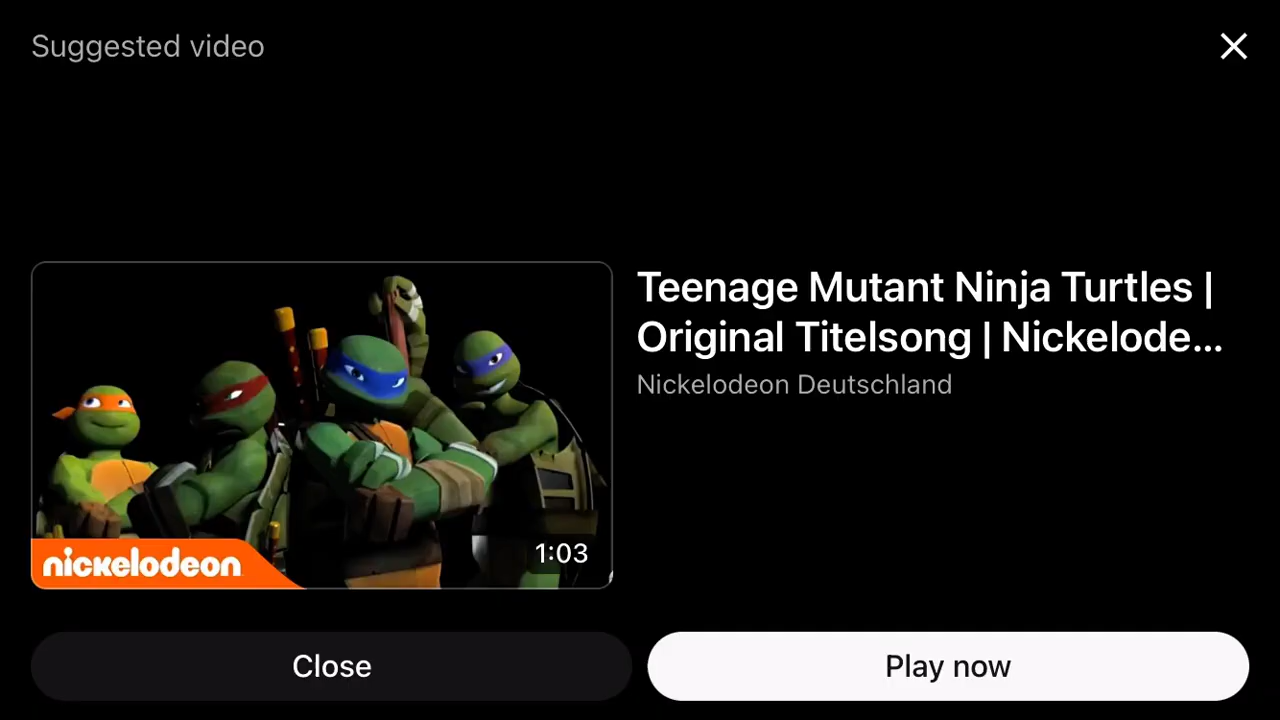 Suggested video
Teenage Mutant Ninja Turtles |
Original Titelsong | Nickelode...
Nickelodeon Deutschland
nickelodeon
1:03
Close
Play now